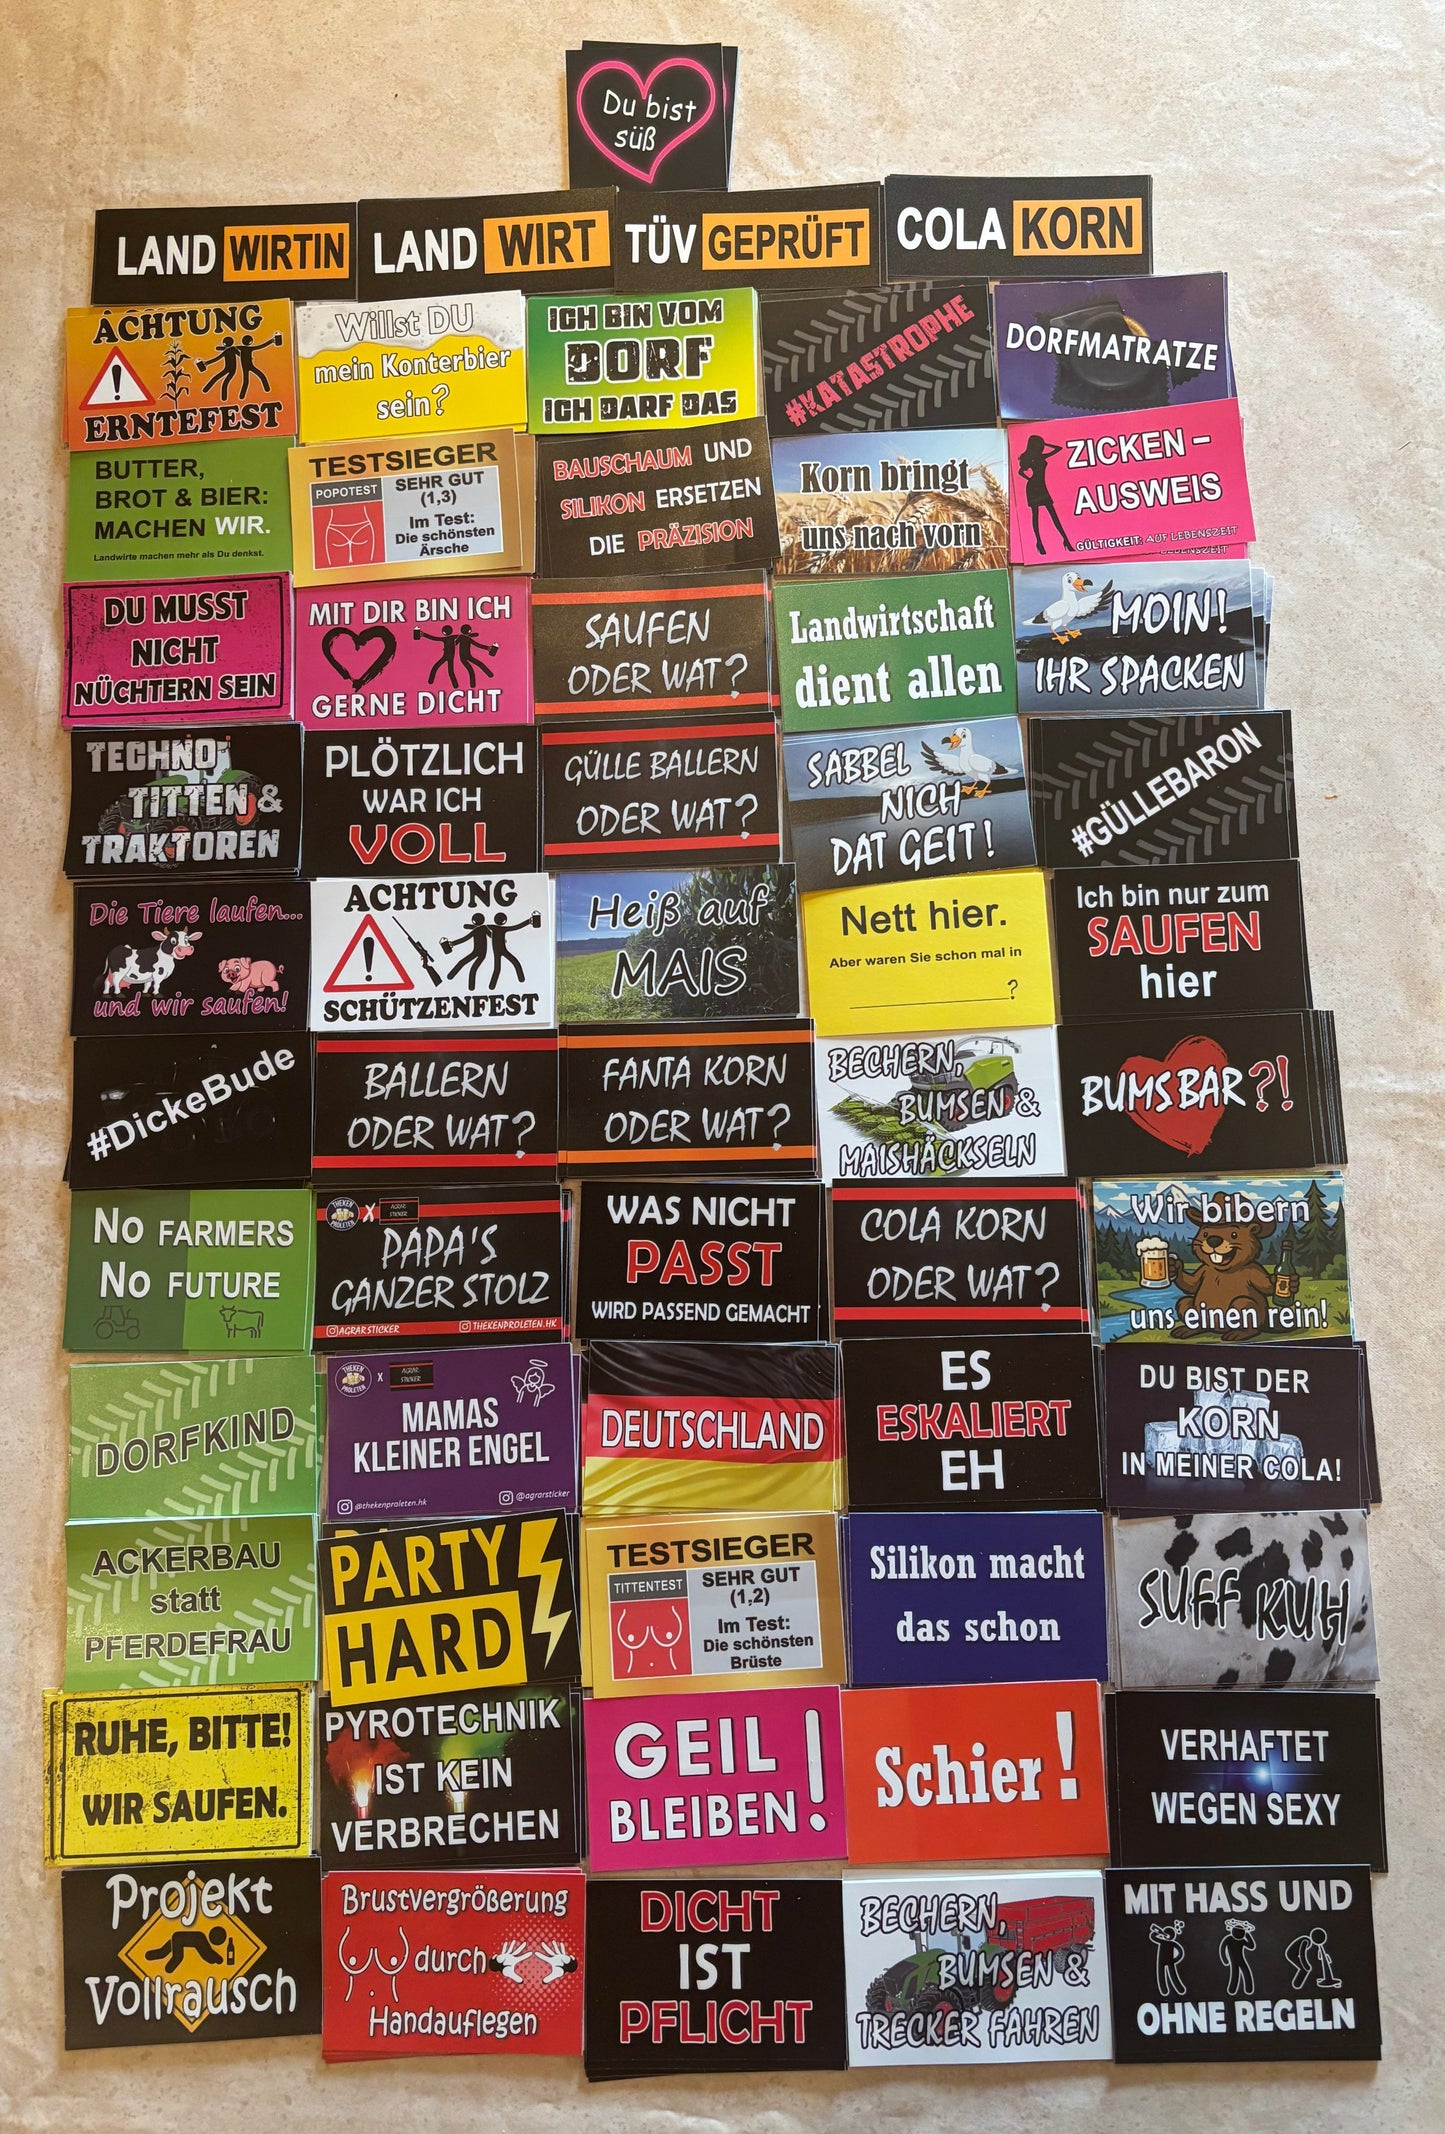 Du bist
süß
LAND WIRTIN
LAND WIRT
TÜV GEPRÜFT
COLA KORN
ACHTUNG
ERNTEFEST
Willst DU
mein Konterbier
sein?
ICH BIN VOM
DORF
ICH DARF DAS
#KATASTROPHE
DORFMATRATZE
BUTTER,
BROT & BIER:
MACHEN WIR.
Landwirte machen mehr als Du denkst.
TESTSIEGER
POPOTEST
SEHR GUT
(1,3)
Im Test:
Die schönsten
Ärsche
BAUSCHAUM UND
SILIKON ERSETZEN
DIE PRÄZISION
Korn bringt
uns nach vorn
ZICKEN –
AUSWEIS
GÜLTIGKEIT: AUF LEBENSZEIT
LEBENSZEIT
DU MUSST
NICHT
NÜCHTERN SEIN
MIT DIR BIN ICH
GERNE DICHT
SAUFEN
ODER WAT?
Landwirtschaft
dient allen
MOIN!
IHR SPACKEN
TECHNO
TITTEN &
TRAKTOREN
PLÖTZLICH
WAR ICH
VOLL
GÜLLE BALLERN
ODER WAT?
SABBEL
NICH
DAT GEIT!
#GÜLLEBARON
Die Tiere laufen...
und wir saufen!
ACHTUNG
SCHÜTZENFEST
Heiß auf
MAIS
Nett hier.
Aber waren Sie schon mal in
?
Ich bin nur zum
SAUFEN
hier
#DickeBude
BALLERN
ODER WAT?
FANTA KORN
ODER WAT?
BECHERN,
BUMSEN &
MAISHÄCKSELN
BUMSBAR?!
No FARMERS
No FUTURE
THEKEN
PROLETEN
X
AGRAR
STICKER
PAPA'S
GANZER STOLZ
@AGRARSTICKER
@THEKENPROLETEN.HK
WAS NICHT
PASST
WIRD PASSEND GEMACHT
COLA KORN
ODER WAT?
Wir bibern
uns einen rein!
DORFKIND
THEKEN
PROLETEN
X
AGRAR
STICKER
MAMAS
KLEINER ENGEL
@thekenproleten.hk
@agrarsticker
DEUTSCHLAND
ES
ESKALIERT
EH
DU BIST DER
KORN
IN MEINER COLA!
ACKERBAU
statt
PFERDEFRAU
PARTY
HARD
TESTSIEGER
TITTENTEST
SEHR GUT
(1,2)
Im Test:
Die schönsten
Brüste
Silikon macht
das schon
SUFF KUH
RUHE, BITTE!
WIR SAUFEN.
PYROTECHNIK
IST KEIN
VERBRECHEN
GEIL
BLEIBEN!
Schier!
VERHAFTET
WEGEN SEXY
Projekt
Vollrausch
Brustvergrößerung
durch
Handauflegen
DICHT
IST
PFLICHT
BECHERN,
BUMSEN &
TRECKER FAHREN
MIT HASS UND
OHNE REGELN